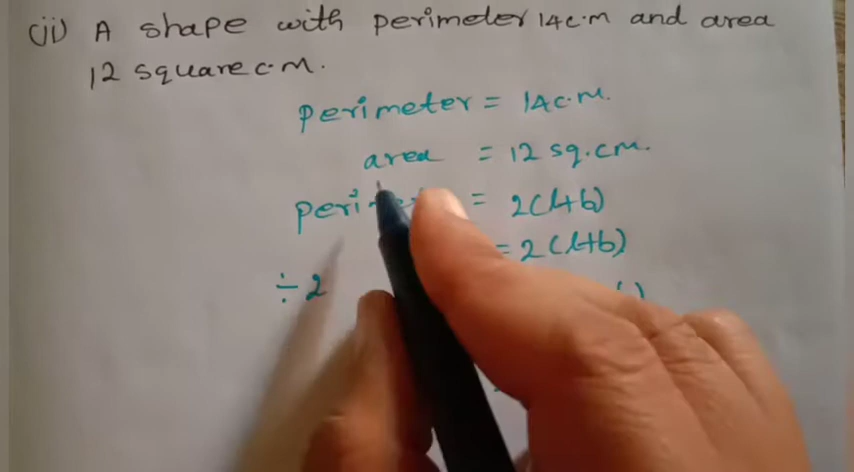 (ii) A shape with perimeter 14c.m and area
12 square c.m.
perimeter = 14c.m.
area = 12 sq.cm.
= 2(l+b)
= 2(l+b)
÷2